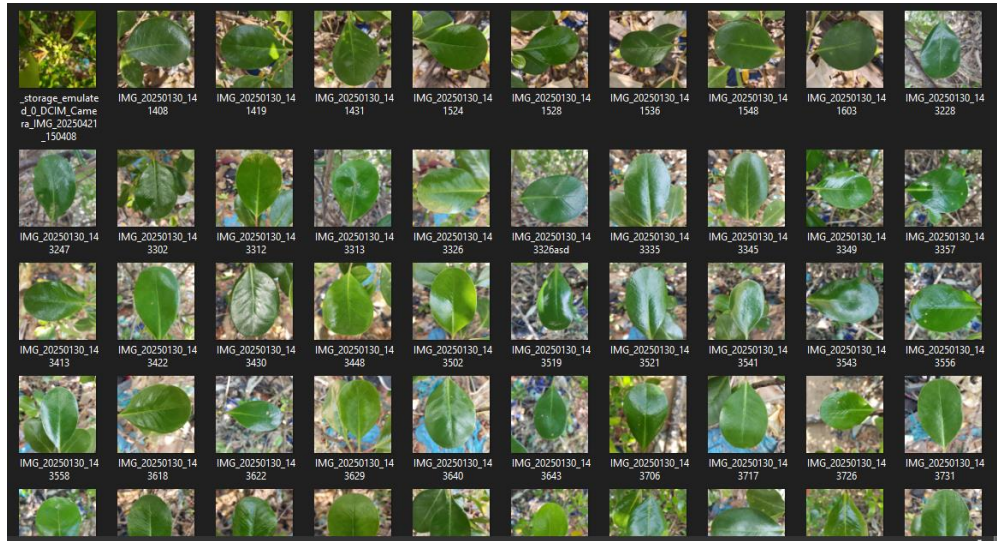 _storage_emulate
d_0_DCIM_Came
ra_IMG_20250421
_150408
IMG_20250130_14
1408
IMG_20250130_14
1419
IMG_20250130_14
1431
IMG_20250130_14
1524
IMG_20250130_14
1528
IMG_20250130_14
1536
IMG_20250130_14
1548
IMG_20250130_14
1603
IMG_20250130_14
3228
IMG_20250130_14
3247
IMG_20250130_14
3302
IMG_20250130_14
3312
IMG_20250130_14
3313
IMG_20250130_14
3326
IMG_20250130_14
3326asd
IMG_20250130_14
3335
IMG_20250130_14
3345
IMG_20250130_14
3349
IMG_20250130_14
3357
IMG_20250130_14
3413
IMG_20250130_14
3422
IMG_20250130_14
3430
IMG_20250130_14
3448
IMG_20250130_14
3502
IMG_20250130_14
3519
IMG_20250130_14
3521
IMG_20250130_14
3541
IMG_20250130_14
3543
IMG_20250130_14
3556
IMG_20250130_14
3558
IMG_20250130_14
3618
IMG_20250130_14
3622
IMG_20250130_14
3629
IMG_20250130_14
3640
IMG_20250130_14
3643
IMG_20250130_14
3706
IMG_20250130_14
3717
IMG_20250130_14
3726
IMG_20250130_14
3731